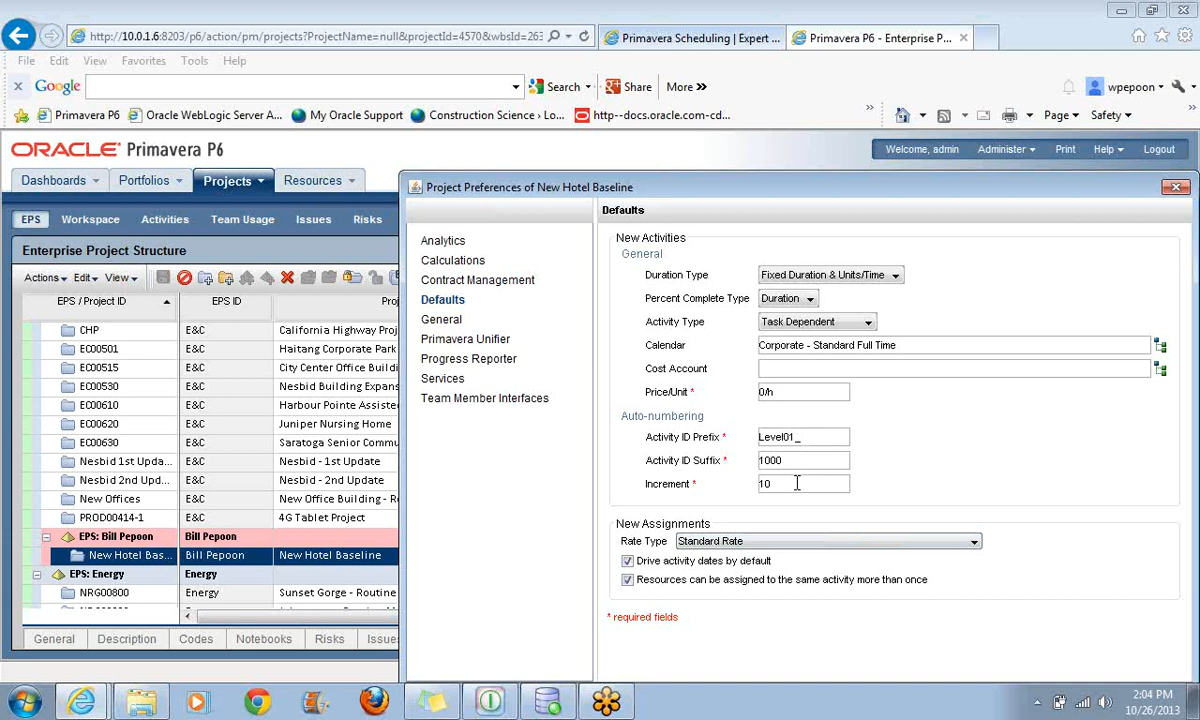 http://10.0.1.6:8203/p6/action/pm/projects?ProjectName=null&projectId=4570&wbsId=263
Primavera Scheduling | Expert ...
Primavera P6 - Enterprise P...
File Edit View Favorites Tools Help
x Google Search Share More »
wpepoon
Primavera P6 Oracle WebLogic Server A... My Oracle Support Construction Science › Lo... http--docs.oracle.com-cd...
Page Safety
ORACLE Primavera P6
Welcome, admin Administer Print Help Logout
Dashboards Portfolios Projects Resources
EPS Workspace Activities Team Usage Issues Risks
Enterprise Project Structure
Actions Edit View
EPS / Project ID EPS ID
CHP E&C California Highway Proj
EC00501 E&C Haitang Corporate Park
EC00515 E&C City Center Office Buildi
EC00530 E&C Nesbid Building Expans
EC00610 E&C Harbour Pointe Assiste
EC00620 E&C Juniper Nursing Home
EC00630 E&C Saratoga Senior Commu
Nesbid 1st Upda... E&C Nesbid - 1st Update
Nesbid 2nd Upd... E&C Nesbid - 2nd Update
New Offices E&C New Office Building - R
PROD00414-1 E&C 4G Tablet Project
EPS: Bill Pepoon Bill Pepoon
New Hotel Bas... Bill Pepoon New Hotel Baseline
EPS: Energy Energy
NRG00800 Energy Sunset Gorge - Routine
General Description Codes Notebooks Risks Issues
Project Preferences of New Hotel Baseline
Analytics
Calculations
Contract Management
Defaults
General
Primavera Unifier
Progress Reporter
Services
Team Member Interfaces
Defaults
New Activities
General
Duration Type Fixed Duration & Units/Time
Percent Complete Type Duration
Activity Type Task Dependent
Calendar Corporate - Standard Full Time
Cost Account
Price/Unit * 0/h
Auto-numbering
Activity ID Prefix * Level01_
Activity ID Suffix * 1000
Increment * 10
New Assignments
Rate Type Standard Rate
Drive activity dates by default
Resources can be assigned to the same activity more than once
* required fields
2:04 PM
10/26/2013